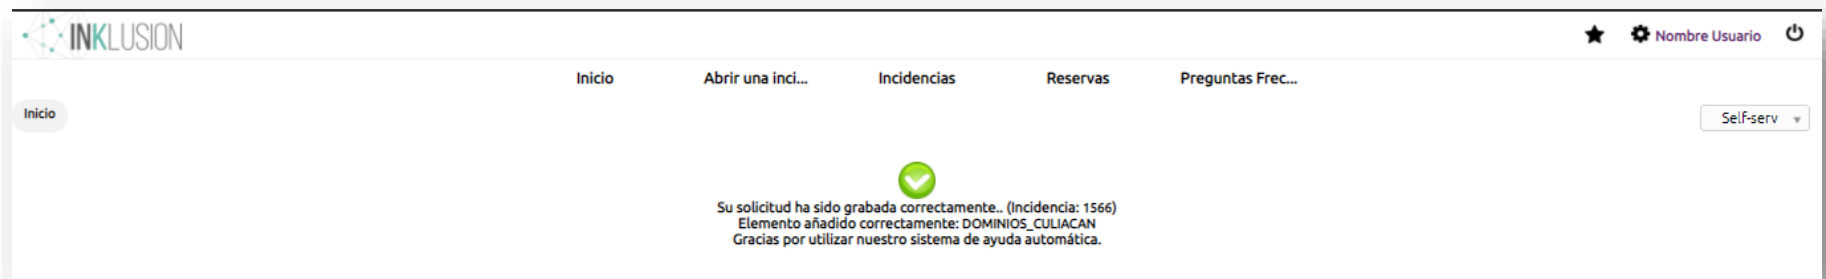 INKLUSION
Nombre Usuario
Inicio Abrir una inci... Incidencias Reservas Preguntas Frec...
Inicio
Self-serv
Su solicitud ha sido grabada correctamente.. (Incidencia: 1566)
Elemento añadido correctamente: DOMINIOS_CULIACAN
Gracias por utilizar nuestro sistema de ayuda automática.